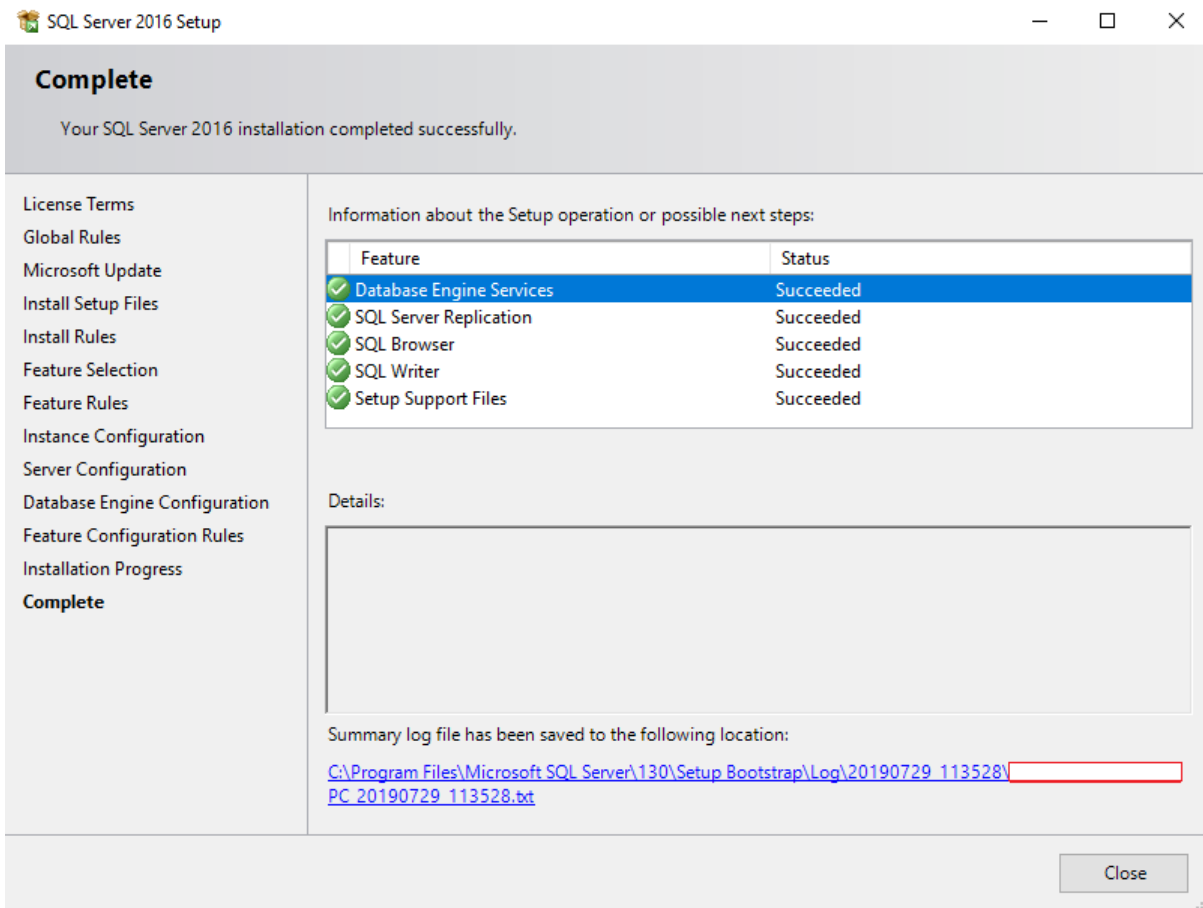 SQL Server 2016 Setup
Complete
Your SQL Server 2016 installation completed successfully.
License Terms
Global Rules
Microsoft Update
Install Setup Files
Install Rules
Feature Selection
Feature Rules
Instance Configuration
Server Configuration
Database Engine Configuration
Feature Configuration Rules
Installation Progress
Complete
Information about the Setup operation or possible next steps:
Feature Status
Database Engine Services Succeeded
SQL Server Replication Succeeded
SQL Browser Succeeded
SQL Writer Succeeded
Setup Support Files Succeeded
Details:
Summary log file has been saved to the following location:
C:\Program Files\Microsoft SQL Server\130\Setup Bootstrap\Log\20190729_113528\
PC_20190729_113528.txt
Close